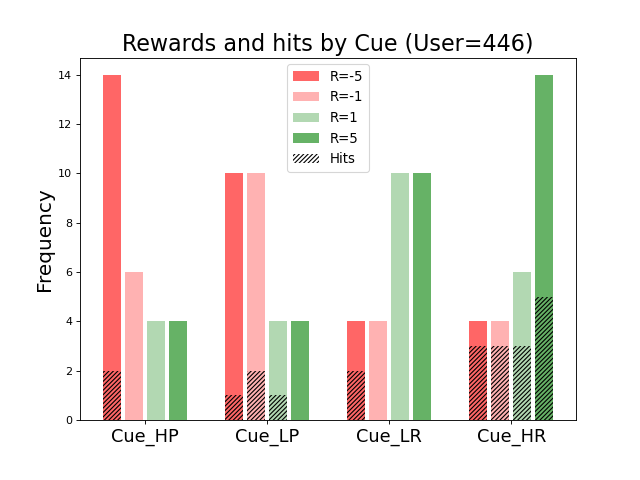 Rewards and hits by Cue (User=446)
R=-5
R=-1
R=1
R=5
Hits
14
12
10
8
6
4
2
0
Frequency
Cue_HP
Cue_LP
Cue_LR
Cue_HR